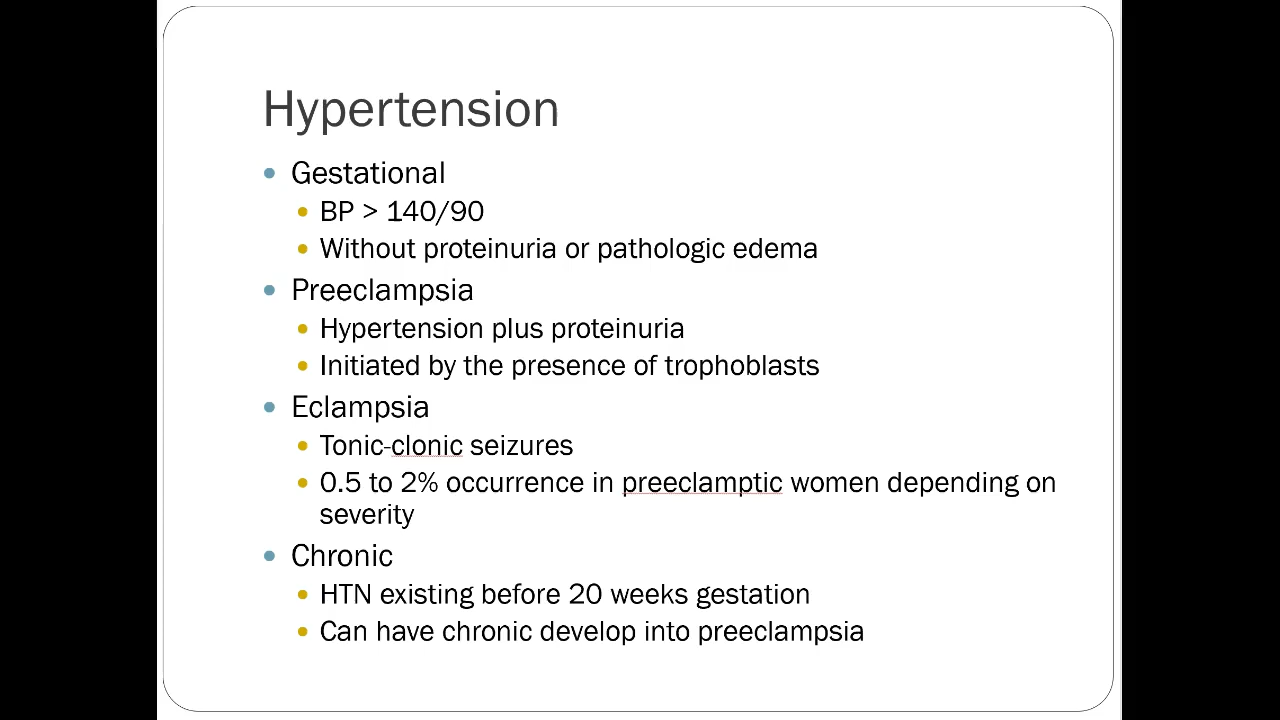 Hypertension
Gestational
BP > 140/90
Without proteinuria or pathologic edema
Preeclampsia
Hypertension plus proteinuria
Initiated by the presence of trophoblasts
Eclampsia
Tonic-clonic seizures
0.5 to 2% occurrence in preeclamptic women depending on
severity
Chronic
HTN existing before 20 weeks gestation
Can have chronic develop into preeclampsia